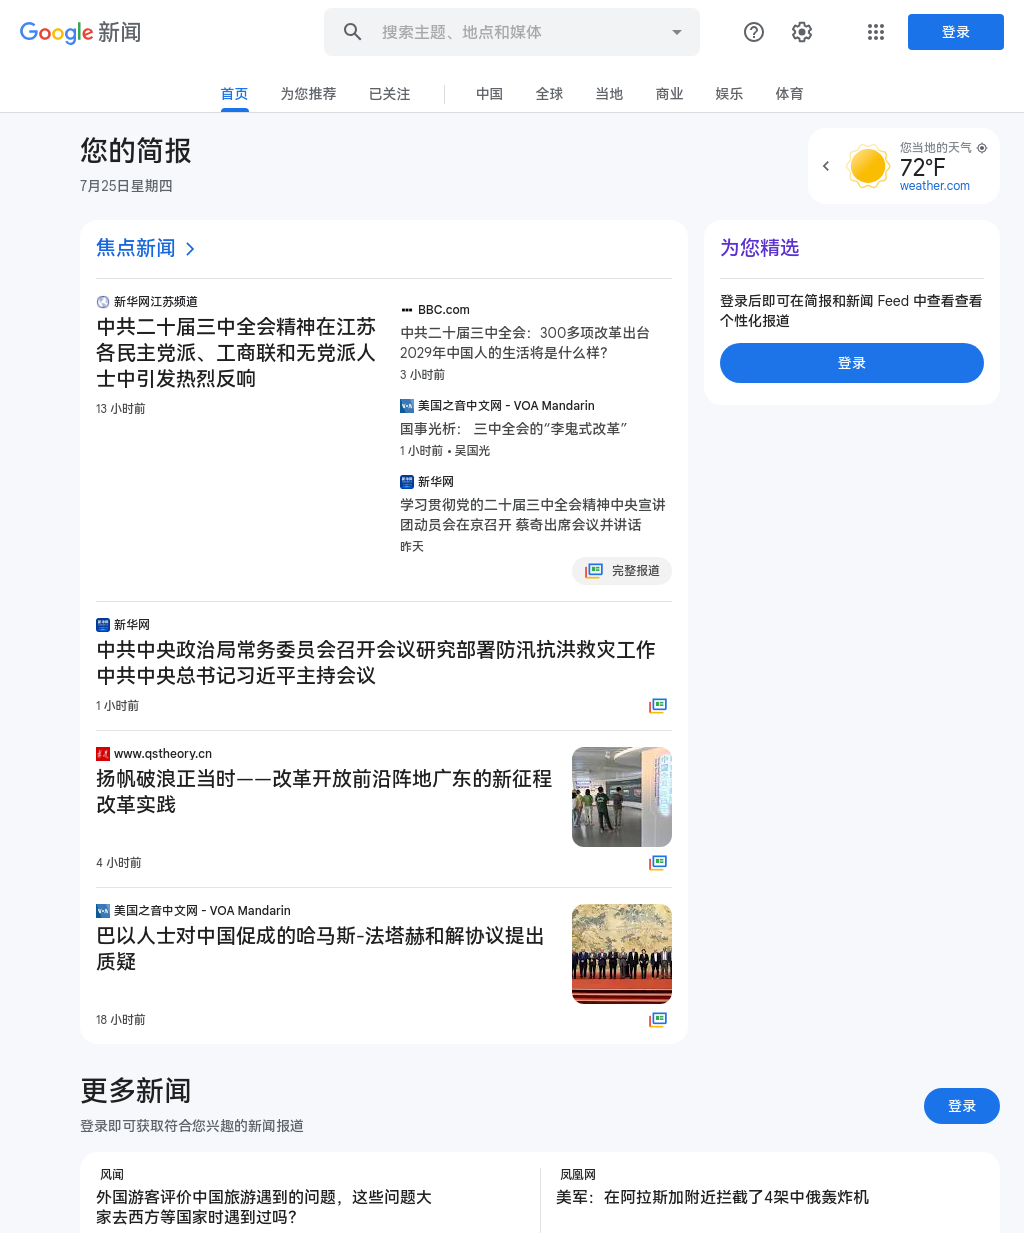 Google 新闻
搜索主题、地点和媒体
登录
首页
为您推荐
已关注
中国
全球
当地
商业
娱乐
体育
您的简报
7月25日星期四
您当地的天气
72°F
weather.com
焦点新闻
新华网江苏频道
中共二十届三中全会精神在江苏
各民主党派、工商联和无党派人
士中引发热烈反响
13 小时前
BBC.com
中共二十届三中全会：300多项改革出台
2029年中国人的生活将是什么样？
3 小时前
美国之音中文网 - VOA Mandarin
国事光析： 三中全会的“李鬼式改革”
1 小时前 • 吴国光
新华网
学习贯彻党的二十届三中全会精神中央宣讲
团动员会在京召开 蔡奇出席会议并讲话
昨天
完整报道
新华网
中共中央政治局常务委员会召开会议研究部署防汛抗洪救灾工作
中共中央总书记习近平主持会议
1 小时前
www.qstheory.cn
扬帆破浪正当时——改革开放前沿阵地广东的新征程
改革实践
4 小时前
美国之音中文网 - VOA Mandarin
巴以人士对中国促成的哈马斯-法塔赫和解协议提出
质疑
18 小时前
为您精选
登录后即可在简报和新闻 Feed 中查看查看
个性化报道
登录
更多新闻
登录即可获取符合您兴趣的新闻报道
登录
风闻
外国游客评价中国旅游遇到的问题，这些问题大
家去西方等国家时遇到过吗？
凤凰网
美军：在阿拉斯加附近拦截了4架中俄轰炸机